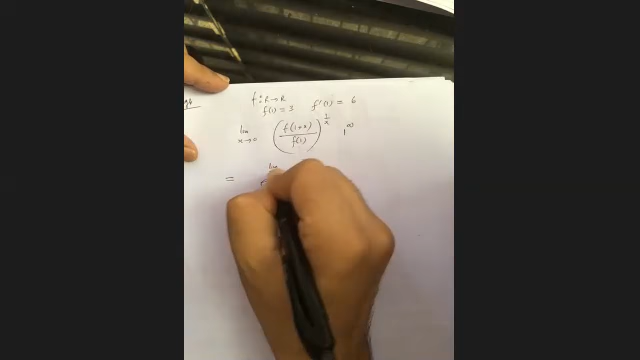 f: R→R
f(1) = 3 f'(1) = 6
lim x→0 (f(1+x)/f(1))^(1/x) 1^∞
= lim